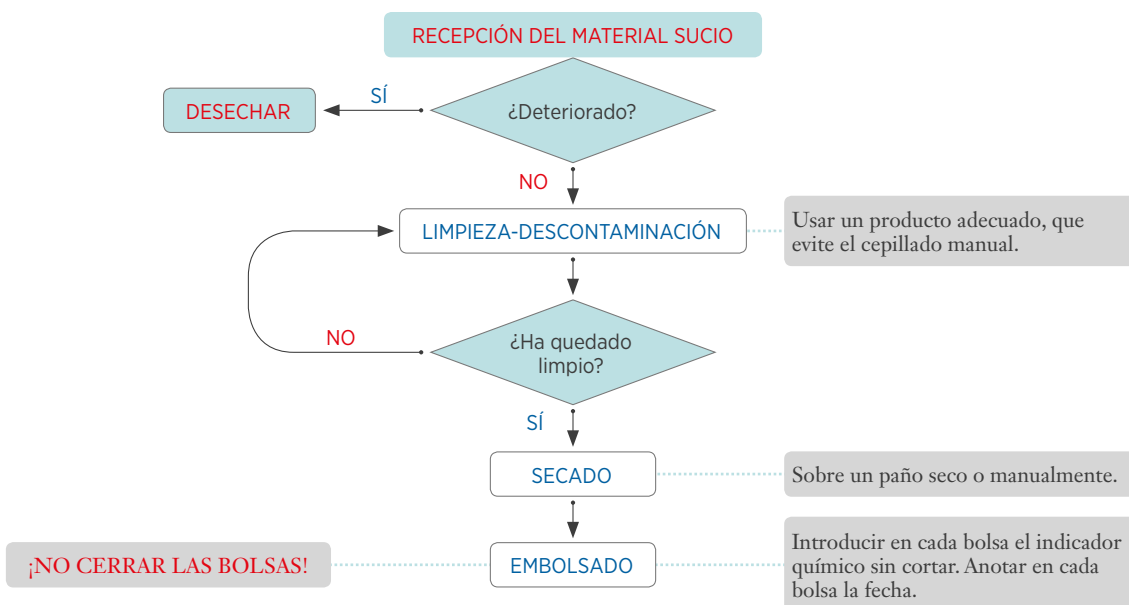 RECEPCIÓN DEL MATERIAL SUCIO
¿Deteriorado?
SÍ
DESECHAR
NO
LIMPIEZA-DESCONTAMINACIÓN
Usar un producto adecuado, que
evite el cepillado manual.
¿Ha quedado
limpio?
NO
SÍ
SECADO
Sobre un paño seco o manualmente.
EMBOLSADO
¡NO CERRAR LAS BOLSAS!
Introducir en cada bolsa el indicador
químico sin cortar. Anotar en cada
bolsa la fecha.